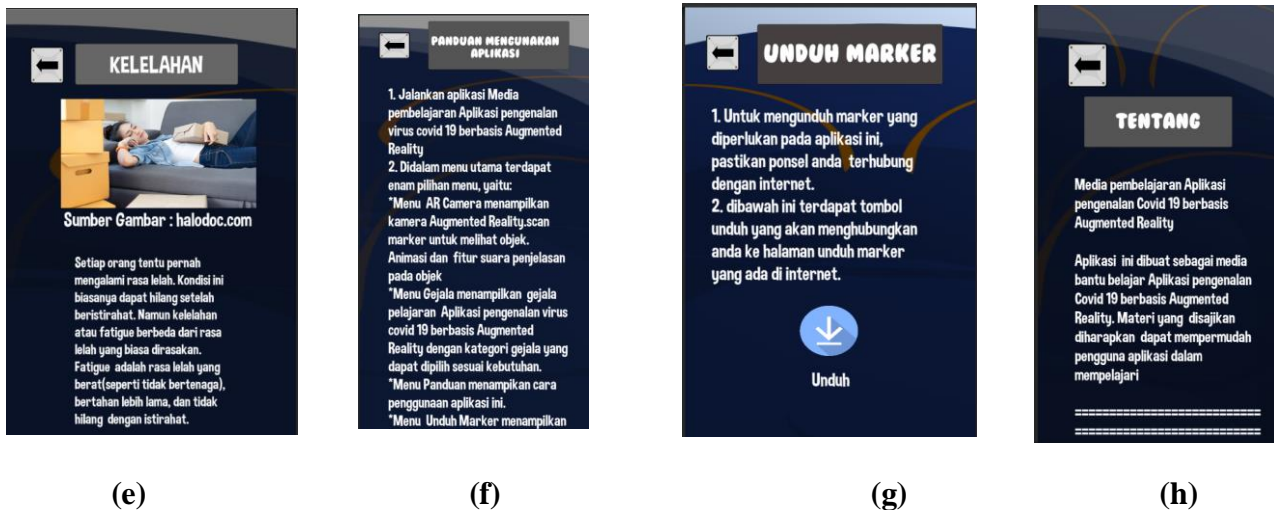 KELELAHAN
Sumber Gambar : halodoc.com
Setiap orang tentu pernah
mengalami rasa lelah. Kondisi ini
biasanya dapat hilang setelah
beristirahat. Namun kelelahan
atau fatigue berbeda dari rasa
lelah yang biasa dirasakan.
Fatigue adalah rasa lelah yang
berat(seperti tidak bertenaga),
bertahan lebih lama, dan tidak
hilang dengan istirahat.
(e)
PANDUAN MENCUNAKAN
APLIKASI
1. Jalankan aplikasi Media
pembelajaran Aplikasi pengenalan
virus covid 19 berbasis Augmented
Reality
2. Didalam menu utama terdapat
enam pilihan menu, yaitu:
*Menu AR Camera menampilkan
kamera Augmented Reality.scan
marker untuk melihat objek.
Animasi dan fitur suara penjelasan
pada objek
*Menu Gejala menampilkan gejala
pelajaran Aplikasi pengenalan virus
covid 19 berbasis Augmented
Reality dengan kategori gejala yang
dapat dipilih sesuai kebutuhan.
*Menu Panduan menampikan cara
penggunaan aplikasi ini.
*Menu Unduh Marker menampilkan
(f)
UNDUH MARKER
1. Untuk mengunduh marker yang
diperlukan pada aplikasi ini,
pastikan ponsel anda terhubung
dengan internet.
2. dibawah ini terdapat tombol
unduh yang akan menghubungkan
anda ke halaman unduh marker
yang ada di internet.
Unduh
(g)
TENTANG
Media pembelajaran Aplikasi
pengenalan Covid 19 berbasis
Augmented Reality
Aplikasi ini dibuat sebagai media
bantu belajar Aplikasi pengenalan
Covid 19 berbasis Augmented
Reality. Materi yang disajikan
diharapkan dapat mempermudah
pengguna aplikasi dalam
mempelajari
===========================
===========================
(h)